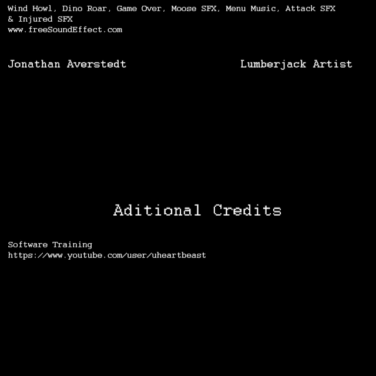 Wind Howl, Dino Roar, Game Over, Moose SFX, Menu Music, Attack SFX
& Injured SFX
www.freeSoundEffect.com
Jonathan Averstedt Lumberjack Artist
Aditional Credits
Software Training
https://www.youtube.com/user/uheartbeast